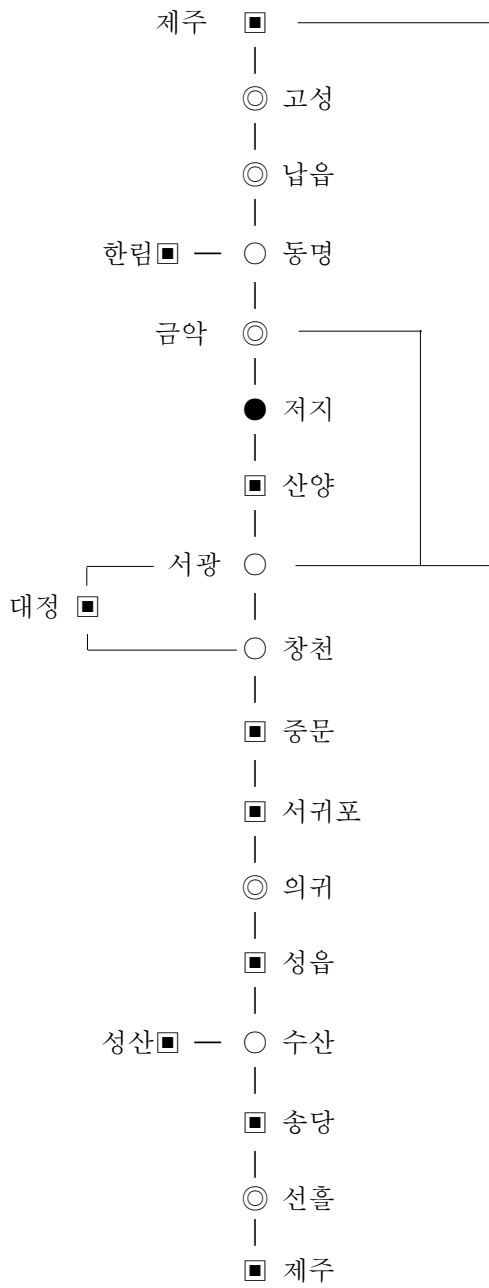 제주
고성
납읍
한림 동명
금악
저지
산양
서광
대정
창천
중문
서귀포
의귀
성읍
성산 수산
송당
선흘
제주